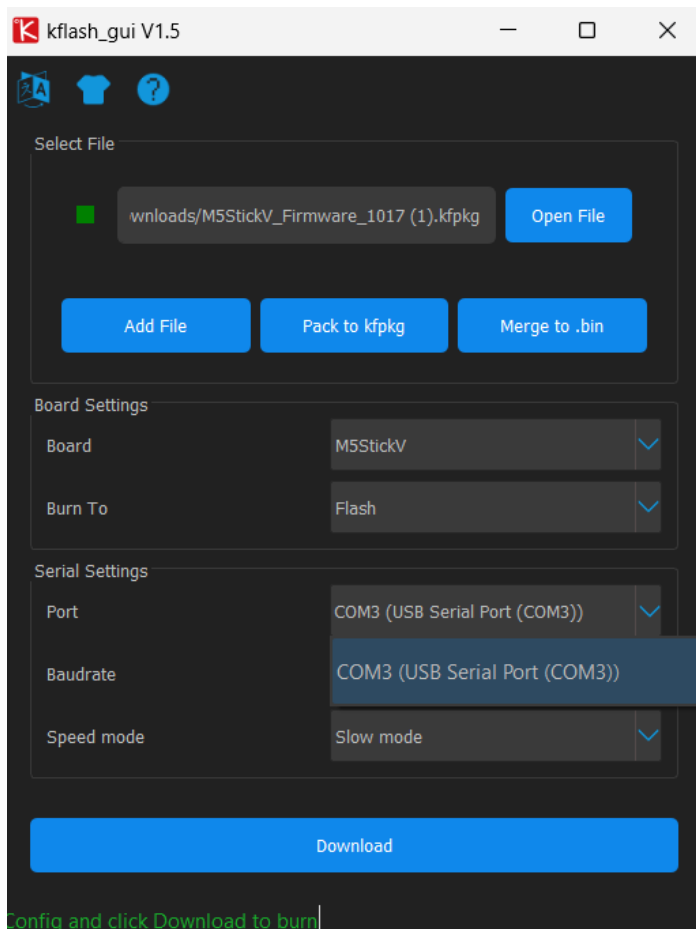 kflash_gui V1.5
Select File
wnloads/M5StickV_Firmware_1017 (1).kfpkg
Open File
Add File
Pack to kfpkg
Merge to .bin
Board Settings
Board
M5StickV
Burn To
Flash
Serial Settings
Port
COM3 (USB Serial Port (COM3))
COM3 (USB Serial Port (COM3))
Baudrate
Speed mode
Slow mode
Download
Config and click Download to burn